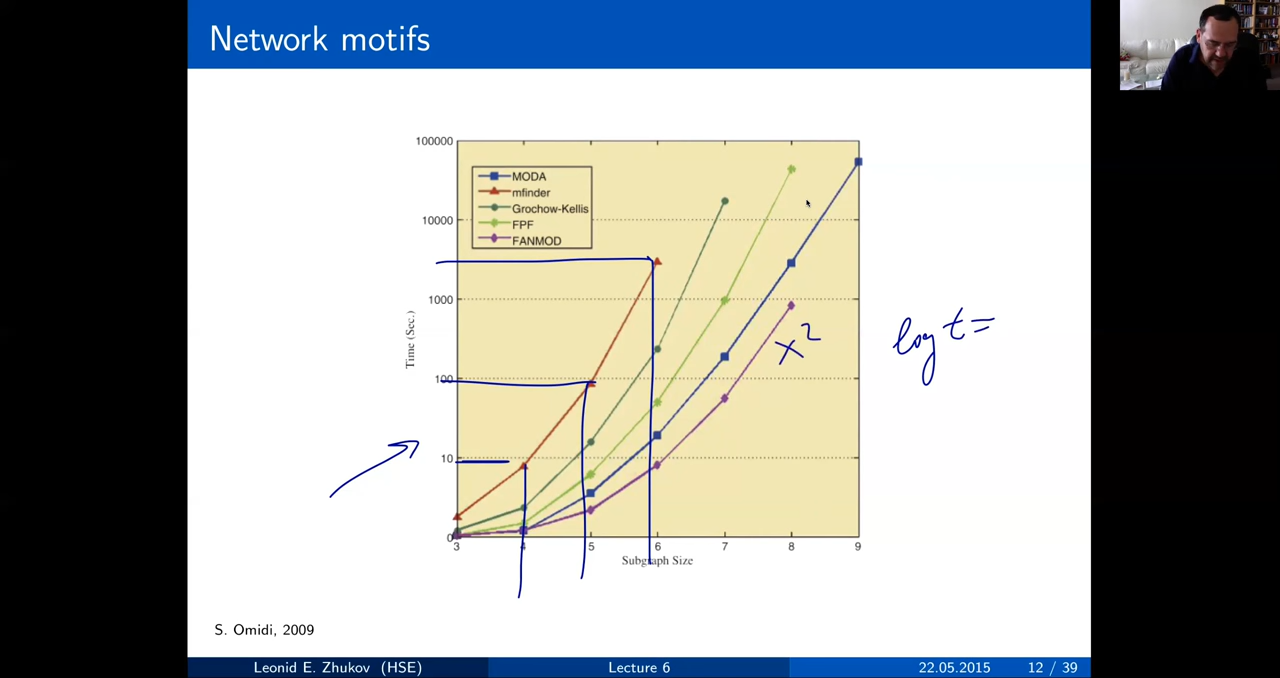 Network motifs
100000
10000
1000
100
10
0
Time (Sec.)
MODA
mfinder
Grochow-Kellis
FPF
FANMOD
x²
log t =
3 4 5 6 7 8 9
Subgraph Size
S. Omidi, 2009
Leonid E. Zhukov (HSE) Lecture 6 22.05.2015 12 / 39